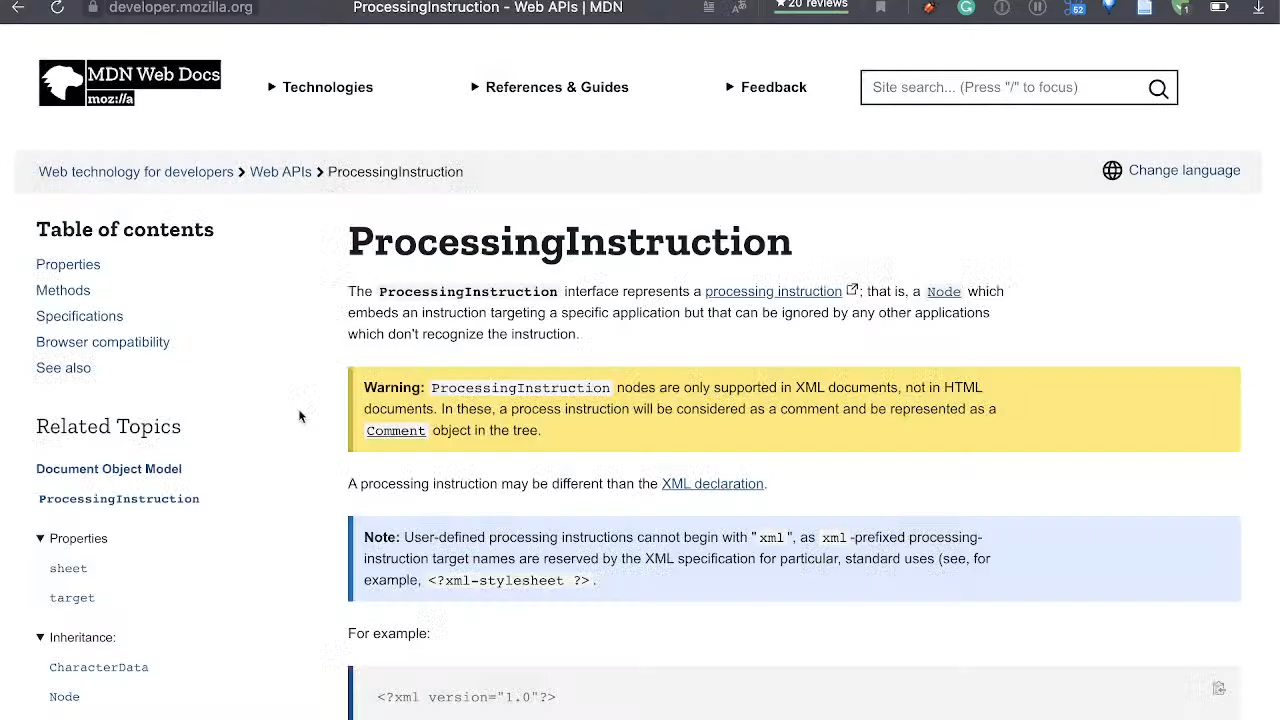 developer.mozilla.org
ProcessingInstruction - Web APIs | MDN
★20 reviews
62
1
MDN Web Docs
moz://a
Technologies
References & Guides
Feedback
Site search... (Press "/" to focus)
Web technology for developers
Web APIs
ProcessingInstruction
Change language
Table of contents
Properties
Methods
Specifications
Browser compatibility
See also
Related Topics
Document Object Model
ProcessingInstruction
Properties
sheet
target
Inheritance:
CharacterData
Node
ProcessingInstruction
The ProcessingInstruction interface represents a processing instruction; that is, a Node which
embeds an instruction targeting a specific application but that can be ignored by any other applications
which don't recognize the instruction.
Warning: ProcessingInstruction nodes are only supported in XML documents, not in HTML
documents. In these, a process instruction will be considered as a comment and be represented as a
Comment object in the tree.
A processing instruction may be different than the XML declaration.
Note: User-defined processing instructions cannot begin with "xml", as xml-prefixed processing-
instruction target names are reserved by the XML specification for particular, standard uses (see, for
example, <?xml-stylesheet ?>.
For example:
<?xml version="1.0"?>